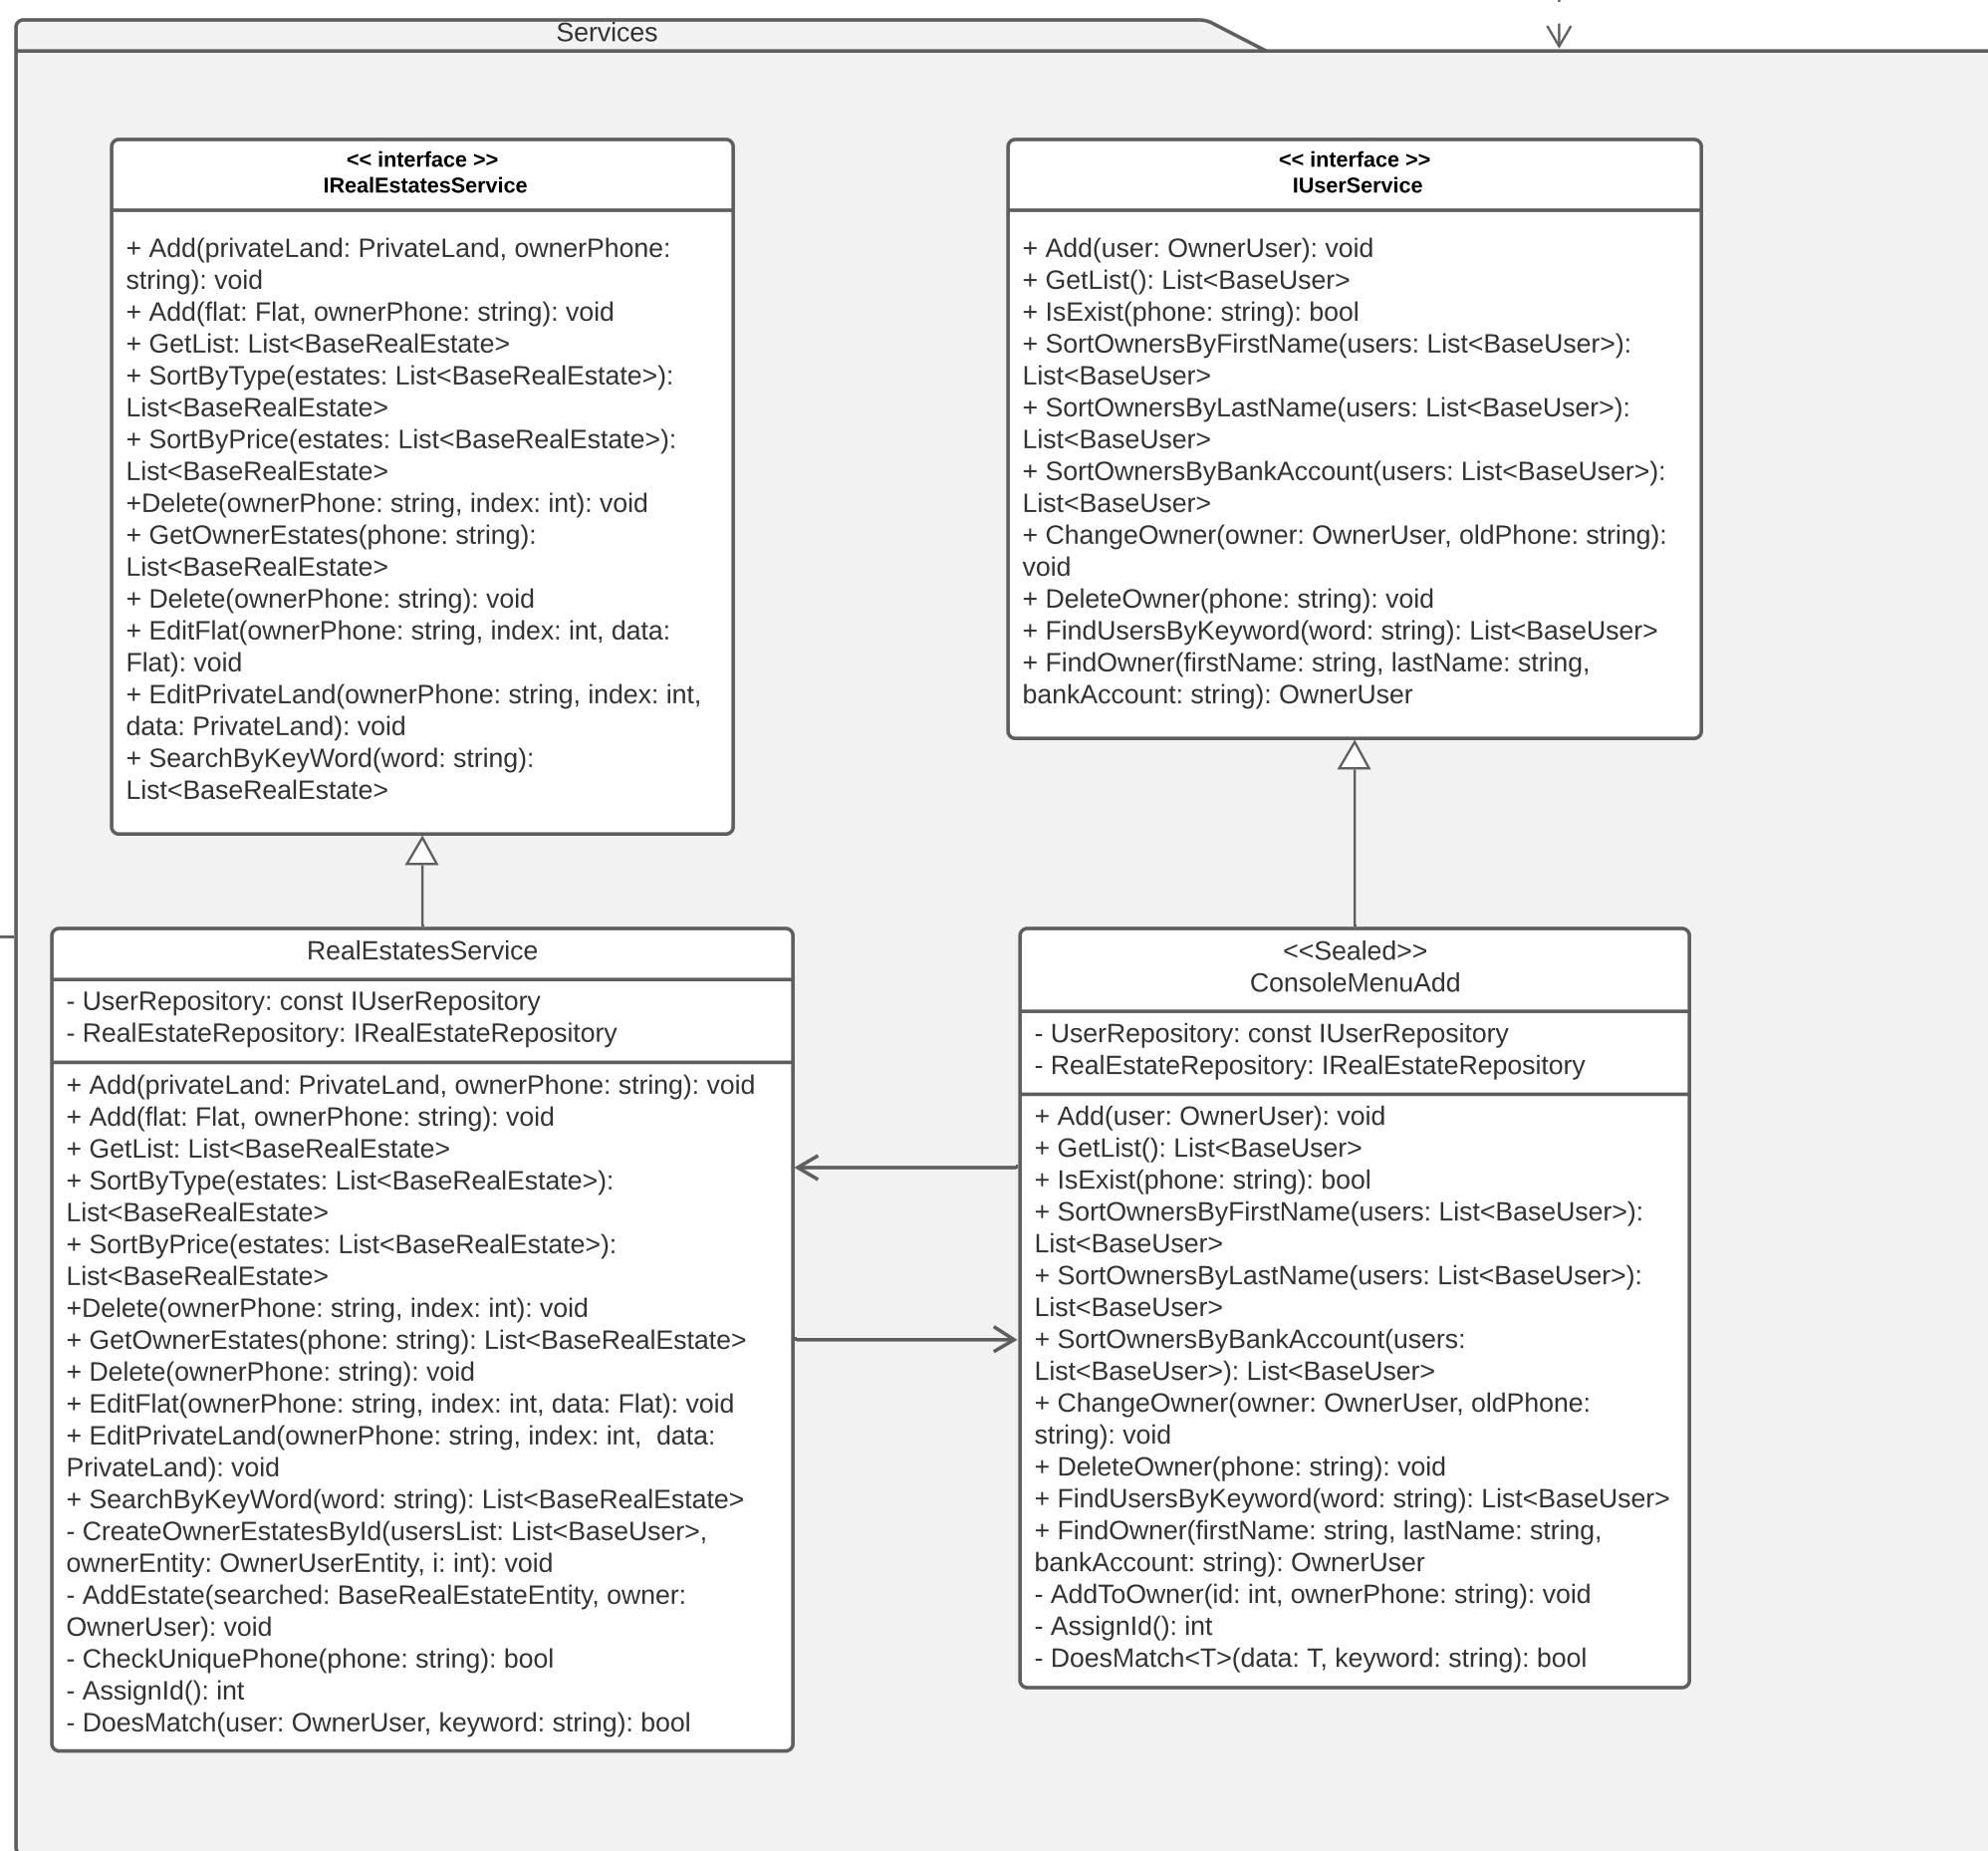 Services
<< interface >>
IRealEstatesService
+ Add(privateLand: PrivateLand, ownerPhone:
string): void
+ Add(flat: Flat, ownerPhone: string): void
+ GetList: List<BaseRealEstate>
+ SortByType(estates: List<BaseRealEstate>):
List<BaseRealEstate>
+ SortByPrice(estates: List<BaseRealEstate>):
List<BaseRealEstate>
+Delete(ownerPhone: string, index: int): void
+ GetOwnerEstates(phone: string):
List<BaseRealEstate>
+ Delete(ownerPhone: string): void
+ EditFlat(ownerPhone: string, index: int, data:
Flat): void
+ EditPrivateLand(ownerPhone: string, index: int,
data: PrivateLand): void
+ SearchByKeyWord(word: string):
List<BaseRealEstate>
<< interface >>
IUserService
+ Add(user: OwnerUser): void
+ GetList(): List<BaseUser>
+ IsExist(phone: string): bool
+ SortOwnersByFirstName(users: List<BaseUser>):
List<BaseUser>
+ SortOwnersByLastName(users: List<BaseUser>):
List<BaseUser>
+ SortOwnersByBankAccount(users: List<BaseUser>):
List<BaseUser>
+ ChangeOwner(owner: OwnerUser, oldPhone: string):
void
+ DeleteOwner(phone: string): void
+ FindUsersByKeyword(word: string): List<BaseUser>
+ FindOwner(firstName: string, lastName: string,
bankAccount: string): OwnerUser
RealEstatesService
- UserRepository: const IUserRepository
- RealEstateRepository: IRealEstateRepository
+ Add(privateLand: PrivateLand, ownerPhone: string): void
+ Add(flat: Flat, ownerPhone: string): void
+ GetList: List<BaseRealEstate>
+ SortByType(estates: List<BaseRealEstate>):
List<BaseRealEstate>
+ SortByPrice(estates: List<BaseRealEstate>):
List<BaseRealEstate>
+Delete(ownerPhone: string, index: int): void
+ GetOwnerEstates(phone: string): List<BaseRealEstate>
+ Delete(ownerPhone: string): void
+ EditFlat(ownerPhone: string, index: int, data: Flat): void
+ EditPrivateLand(ownerPhone: string, index: int,  data:
PrivateLand): void
+ SearchByKeyWord(word: string): List<BaseRealEstate>
- CreateOwnerEstatesById(usersList: List<BaseUser>,
ownerEntity: OwnerUserEntity, i: int): void
- AddEstate(searched: BaseRealEstateEntity, owner:
OwnerUser): void
- CheckUniquePhone(phone: string): bool
- AssignId(): int
- DoesMatch(user: OwnerUser, keyword: string): bool
<<Sealed>>
ConsoleMenuAdd
- UserRepository: const IUserRepository
- RealEstateRepository: IRealEstateRepository
+ Add(user: OwnerUser): void
+ GetList(): List<BaseUser>
+ IsExist(phone: string): bool
+ SortOwnersByFirstName(users: List<BaseUser>):
List<BaseUser>
+ SortOwnersByLastName(users: List<BaseUser>):
List<BaseUser>
+ SortOwnersByBankAccount(users:
List<BaseUser>): List<BaseUser>
+ ChangeOwner(owner: OwnerUser, oldPhone:
string): void
+ DeleteOwner(phone: string): void
+ FindUsersByKeyword(word: string): List<BaseUser>
+ FindOwner(firstName: string, lastName: string,
bankAccount: string): OwnerUser
- AddToOwner(id: int, ownerPhone: string): void
- AssignId(): int
- DoesMatch<T>(data: T, keyword: string): bool